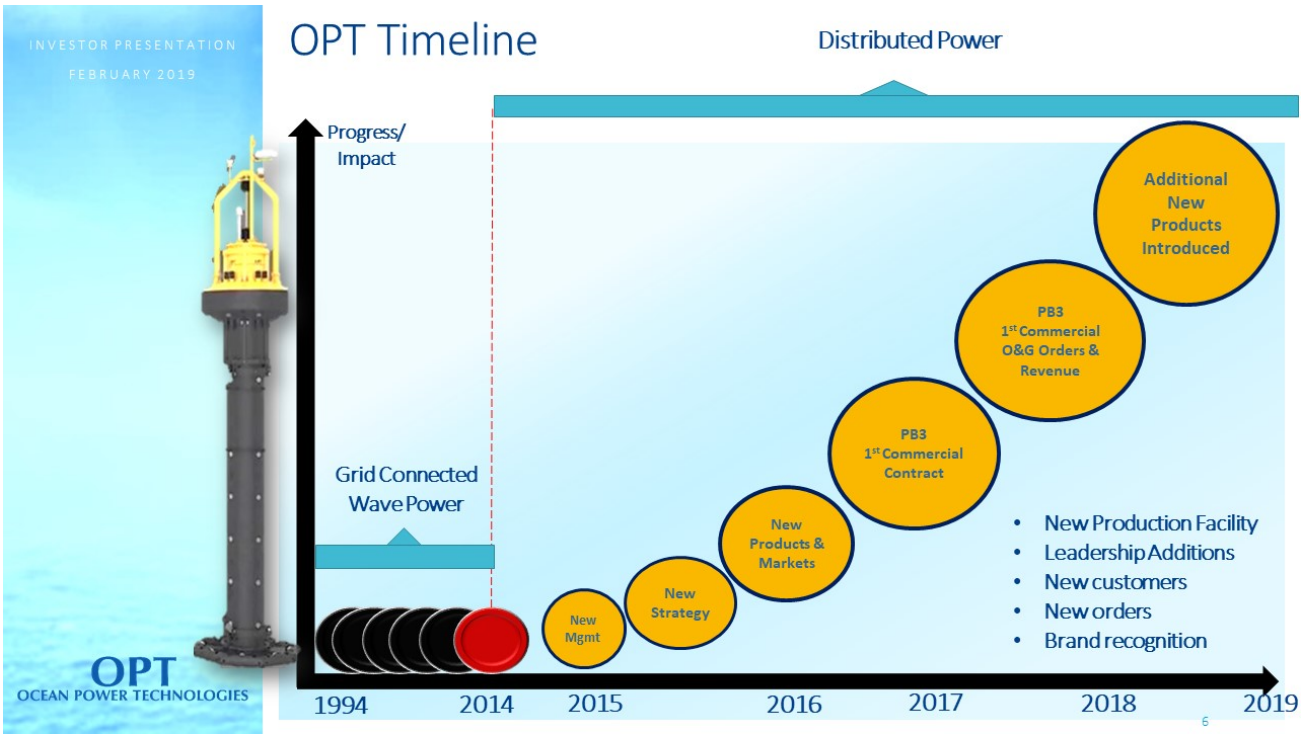 INVESTOR PRESENTATION
FEBRUARY 2019
OPT Timeline
Distributed Power
Progress/
Impact
Additional
New
Products
Introduced
PB3
1st Commercial
O&G Orders &
Revenue
PB3
1st Commercial
Contract
Grid Connected
Wave Power
New
Products &
Markets
New
Strategy
New
Mgmt
• New Production Facility
• Leadership Additions
• New customers
• New orders
• Brand recognition
OPT
OCEAN POWER TECHNOLOGIES
1994 2014 2015 2016 2017 2018 2019
6